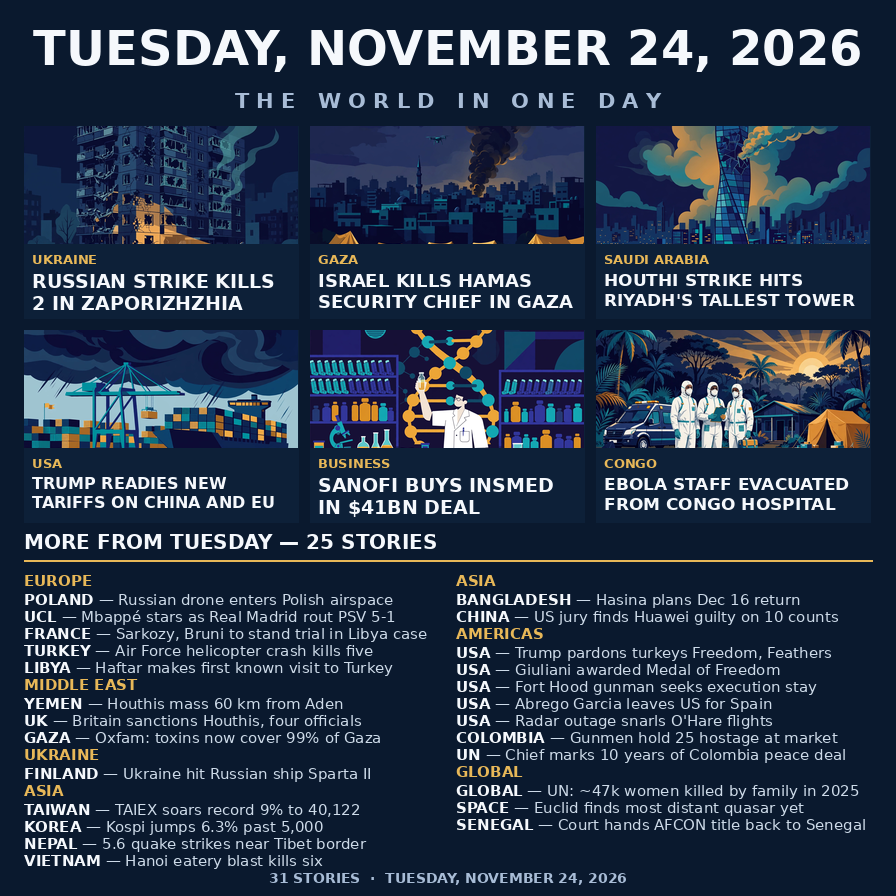 TUESDAY, NOVEMBER 24, 2026
THE WORLD IN ONE DAY
UKRAINE
RUSSIAN STRIKE KILLS
2 IN ZAPORIZHZHIA
GAZA
ISRAEL KILLS HAMAS
SECURITY CHIEF IN GAZA
SAUDI ARABIA
HOUTHI STRIKE HITS
RIYADH'S TALLEST TOWER
USA
TRUMP READIES NEW
TARIFFS ON CHINA AND EU
BUSINESS
SANOFI BUYS INSMED
IN $41BN DEAL
CONGO
EBOLA STAFF EVACUATED
FROM CONGO HOSPITAL
MORE FROM TUESDAY — 25 STORIES
EUROPE
POLAND — Russian drone enters Polish airspace
UCL — Mbappé stars as Real Madrid rout PSV 5-1
FRANCE — Sarkozy, Bruni to stand trial in Libya case
TURKEY — Air Force helicopter crash kills five
LIBYA — Haftar makes first known visit to Turkey
MIDDLE EAST
YEMEN — Houthis mass 60 km from Aden
UK — Britain sanctions Houthis, four officials
GAZA — Oxfam: toxins now cover 99% of Gaza
UKRAINE
FINLAND — Ukraine hit Russian ship Sparta II
ASIA
TAIWAN — TAIEX soars record 9% to 40,122
KOREA — Kospi jumps 6.3% past 5,000
NEPAL — 5.6 quake strikes near Tibet border
VIETNAM — Hanoi eatery blast kills six
ASIA
BANGLADESH — Hasina plans Dec 16 return
CHINA — US jury finds Huawei guilty on 10 counts
AMERICAS
USA — Trump pardons turkeys Freedom, Feathers
USA — Giuliani awarded Medal of Freedom
USA — Fort Hood gunman seeks execution stay
USA — Abrego Garcia leaves US for Spain
USA — Radar outage snarls O'Hare flights
COLOMBIA — Gunmen hold 25 hostage at market
UN — Chief marks 10 years of Colombia peace deal
GLOBAL
GLOBAL — UN: ~47k women killed by family in 2025
SPACE — Euclid finds most distant quasar yet
SENEGAL — Court hands AFCON title back to Senegal
31 STORIES · TUESDAY, NOVEMBER 24, 2026